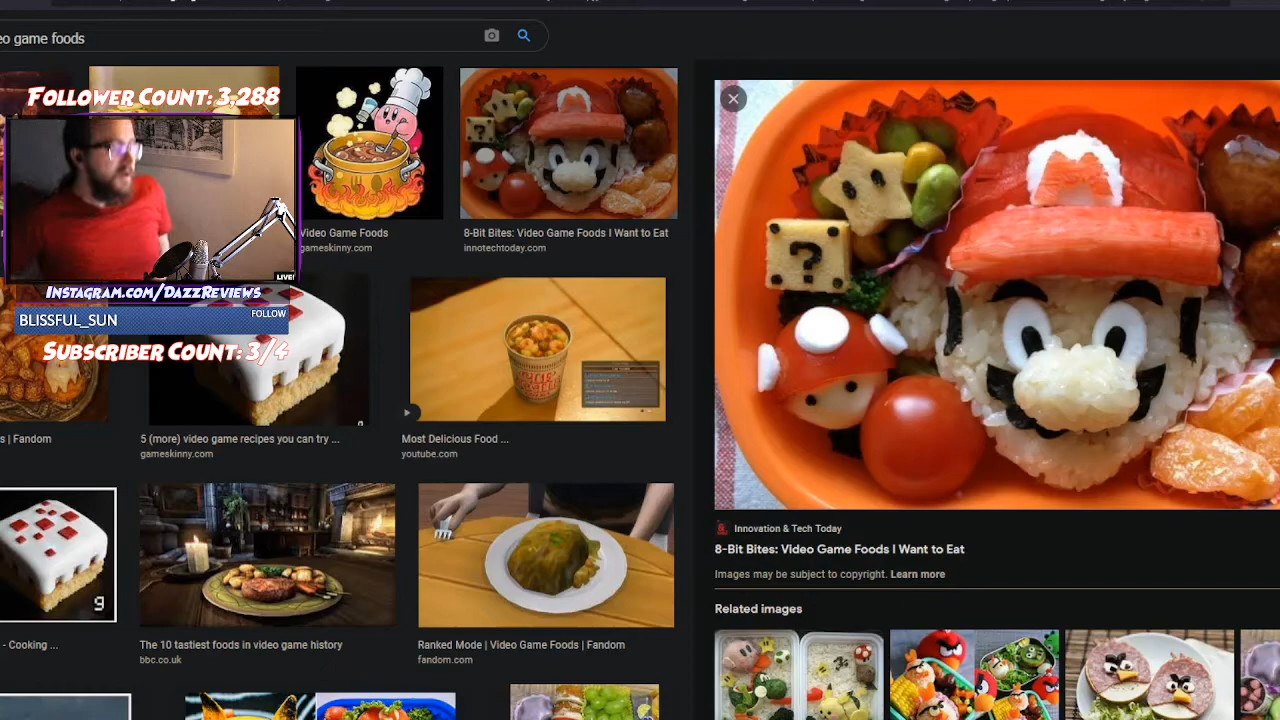 eo game foods
FOLLOWER COUNT: 3,288
LIVE!
INSTAGRAM.COM/DAZZREVIEWS
BLISSFUL_SUN
FOLLOW
SUBSCRIBER COUNT: 3/4
Video Game Foods
gameskinny.com
8-Bit Bites: Video Game Foods I Want to Eat
innotechtoday.com
s | Fandom
5 (more) video game recipes you can try ...
gameskinny.com
Most Delicious Food ...
youtube.com
g
- Cooking ...
The 10 tastiest foods in video game history
bbc.co.uk
Ranked Mode | Video Game Foods | Fandom
fandom.com
?
M
Innovation & Tech Today
8-Bit Bites: Video Game Foods I Want to Eat
Images may be subject to copyright. Learn more
Related images